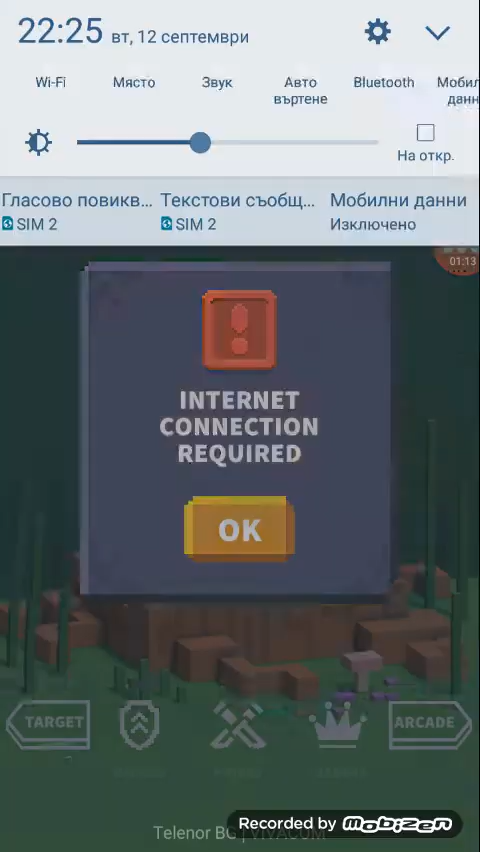 22:25 вт, 12 септември
Wi-Fi Място Звук Авто въртене Bluetooth Мобил данн
На откр.
Гласово повикв... Текстови съобщ... Мобилни данни
SIM 2 SIM 2 Изключено
01:13
INTERNET
CONNECTION
REQUIRED
OK
TARGET ARCADE
Telenor BG | VIVACOM
Recorded by Mobizen